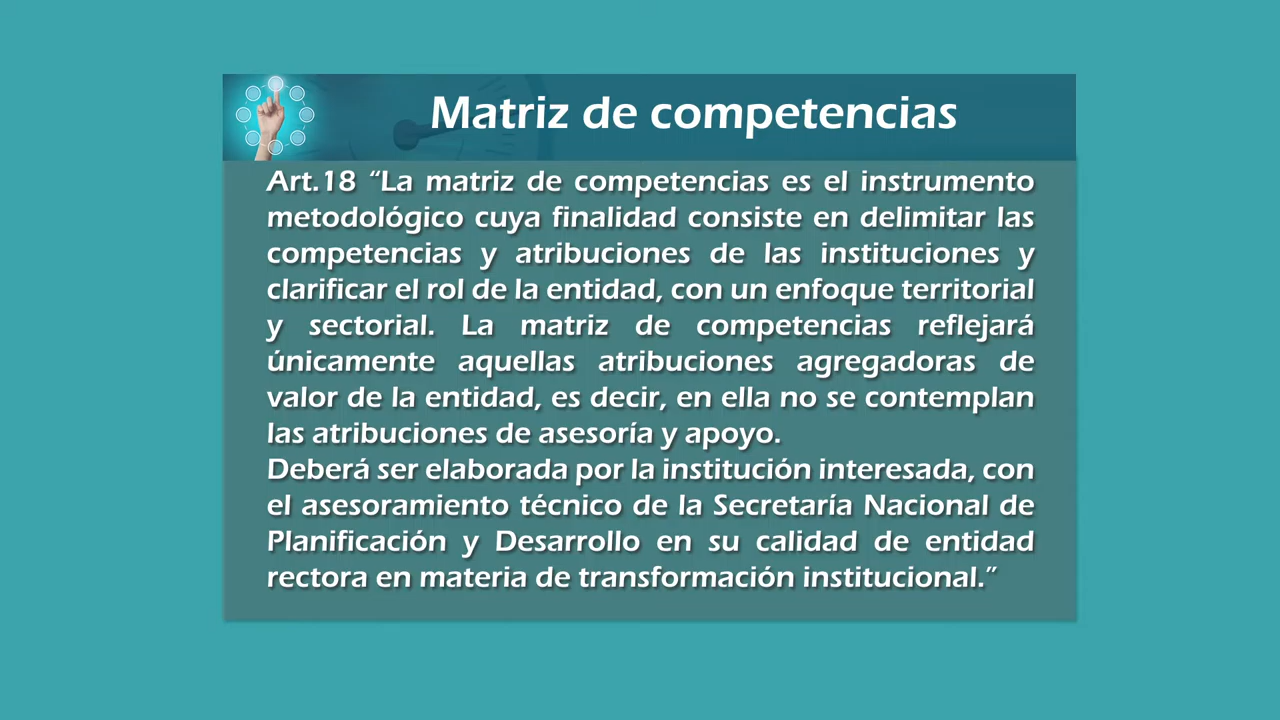 Matriz de competencias
Art.18 “La matriz de competencias es el instrumento
metodológico cuya finalidad consiste en delimitar las
competencias y atribuciones de las instituciones y
clarificar el rol de la entidad, con un enfoque territorial
y sectorial. La matriz de competencias reflejará
únicamente aquellas atribuciones agregadoras de
valor de la entidad, es decir, en ella no se contemplan
las atribuciones de asesoría y apoyo.
Deberá ser elaborada por la institución interesada, con
el asesoramiento técnico de la Secretaría Nacional de
Planificación y Desarrollo en su calidad de entidad
rectora en materia de transformación institucional.”